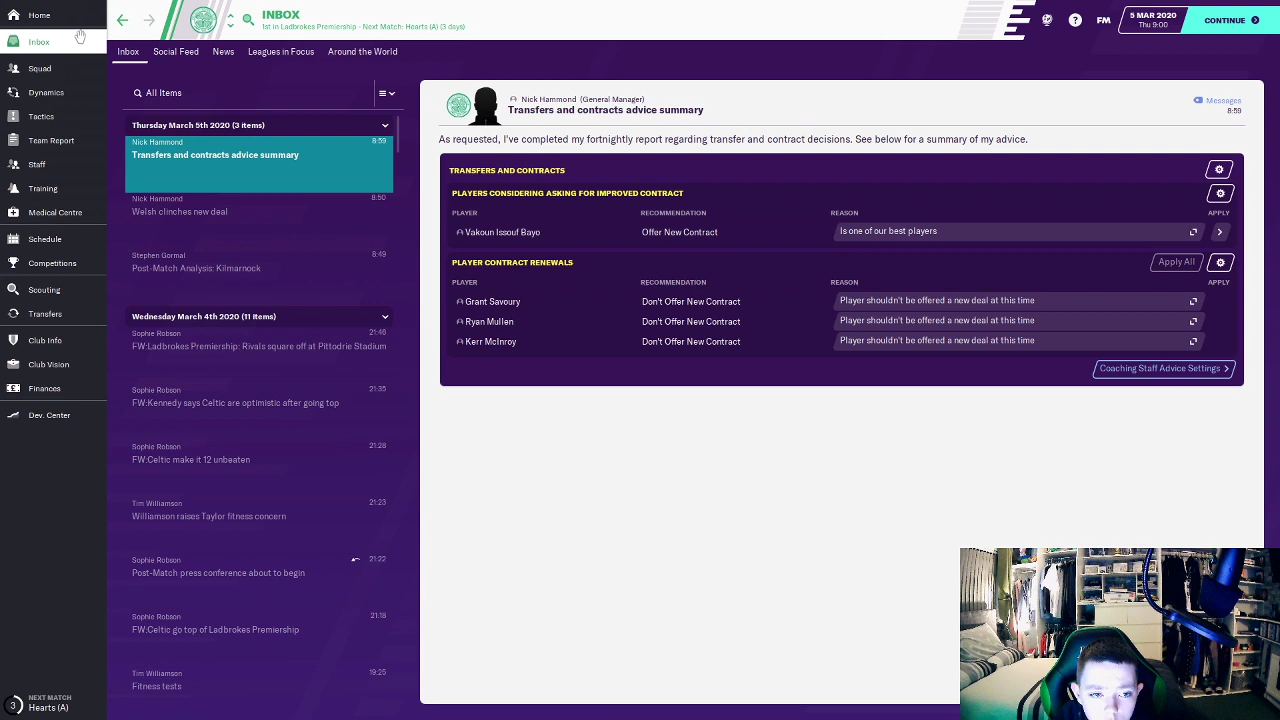 INBOX
1st in Ladbrokes Premiership - Next Match: Hearts (A) (3 days)
?
FM
5 MAR 2020
Thu 9:00
CONTINUE
Inbox
Squad
Dynamics
Tactics
Team Report
Staff
Training
Medical Centre
Schedule
Competitions
Scouting
Transfers
Club Info
Club Vision
Finances
Dev. Center
3
NEXT MATCH
Hearts (A)
Inbox
Social Feed
News
Leagues in Focus
Around the World
All Items
Thursday March 5th 2020 (3 items)
Nick Hammond
8:59
Transfers and contracts advice summary
Nick Hammond
8:50
Welsh clinches new deal
Stephen Gormal
8:49
Post-Match Analysis: Kilmarnock
Wednesday March 4th 2020 (11 items)
Sophie Robson
21:46
FW:Ladbrokes Premiership: Rivals square off at Pittodrie Stadium
Sophie Robson
21:35
FW:Kennedy says Celtic are optimistic after going top
Sophie Robson
21:28
FW:Celtic make it 12 unbeaten
Tim Williamson
21:23
Williamson raises Taylor fitness concern
Sophie Robson
21:22
Post-Match press conference about to begin
Sophie Robson
21:18
FW:Celtic go top of Ladbrokes Premiership
Tim Williamson
19:25
Fitness tests
Nick Hammond (General Manager)
Transfers and contracts advice summary
Messages
8:59
As requested, I've completed my fortnightly report regarding transfer and contract decisions. See below for a summary of my advice.
TRANSFERS AND CONTRACTS
PLAYERS CONSIDERING ASKING FOR IMPROVED CONTRACT
PLAYER RECOMMENDATION REASON APPLY
Vakoun Issouf Bayo Offer New Contract Is one of our best players
PLAYER CONTRACT RENEWALS
Apply All
PLAYER RECOMMENDATION REASON APPLY
Grant Savoury Don't Offer New Contract Player shouldn't be offered a new deal at this time
Ryan Mullen Don't Offer New Contract Player shouldn't be offered a new deal at this time
Kerr McInroy Don't Offer New Contract Player shouldn't be offered a new deal at this time
Coaching Staff Advice Settings